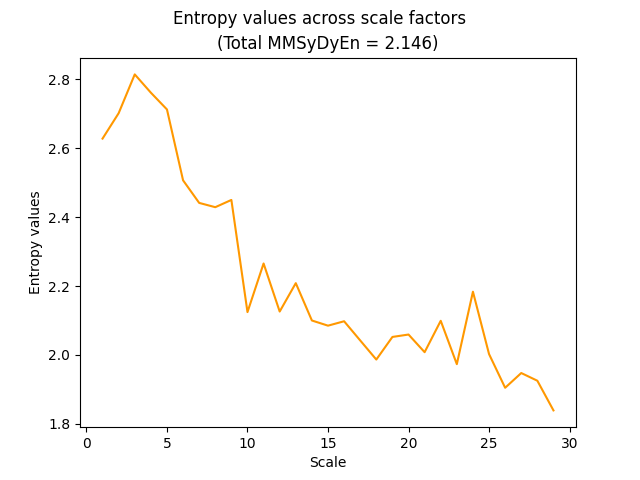 Entropy values across scale factors
(Total MMSyDyEn = 2.146)
Entropy values
2.8
2.6
2.4
2.2
2.0
1.8
0 5 10 15 20 25 30
Scale